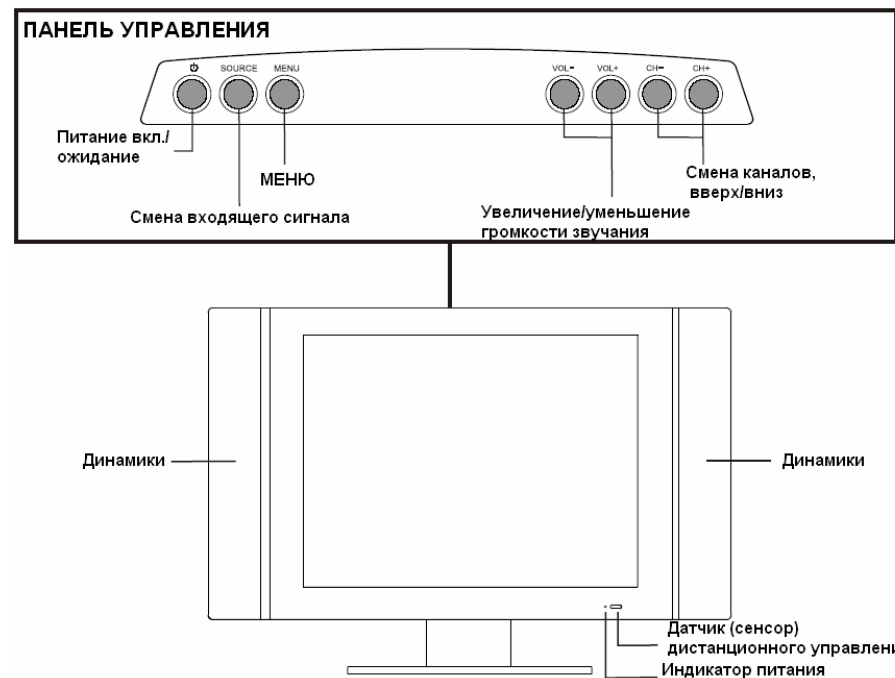 ПАНЕЛЬ УПРАВЛЕНИЯ
SOURCE MENU VOL- VOL+ CH- CH+
Питание вкл./
ожидание
МЕНЮ
Смена входящего сигнала
Увеличение/уменьшение
громкости звучания
Смена каналов,
вверх/вниз
Динамики
Динамики
Датчик (сенсор)
дистанционного управлени
Индикатор питания